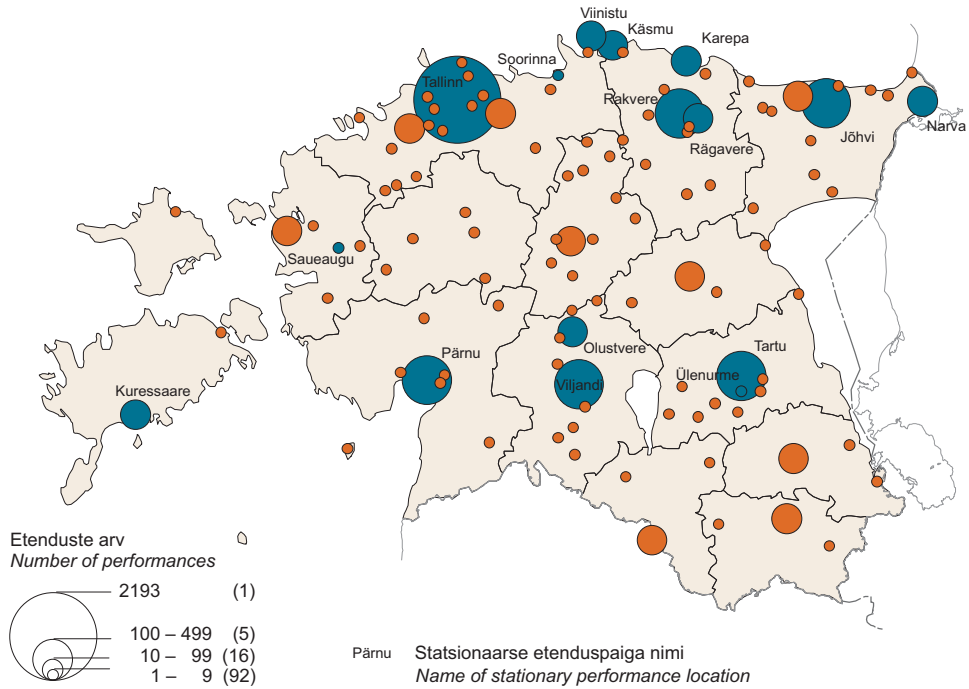 Viinistu
Käsmu
Karepa
Soorinna
Tallinn
Rakvere
Narva
Jõhvi
Rägavere
Saueaugu
Olustvere
Pärnu
Tartu
Ülenurme
Viljandi
Kuressaare
Etenduste arv
Number of performances
2193 (1)
100 – 499 (5)
10 – 99 (16)
1 – 9 (92)
Pärnu Statsionaarse etenduspaiga nimi
Name of stationary performance location